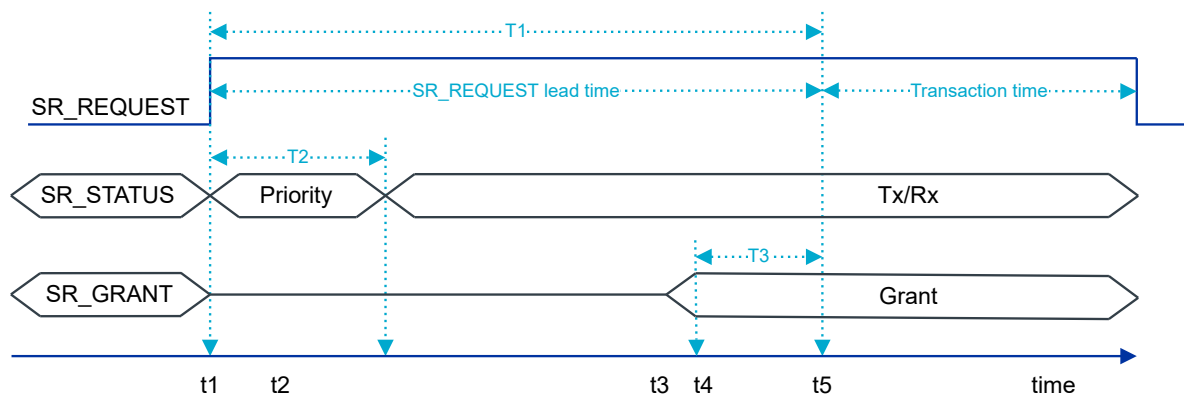 T1
SR_REQUEST
SR_REQUEST lead time
Transaction time
T2
SR_STATUS
Priority
Tx/Rx
T3
SR_GRANT
Grant
t1
t2
t3
t4
t5
time